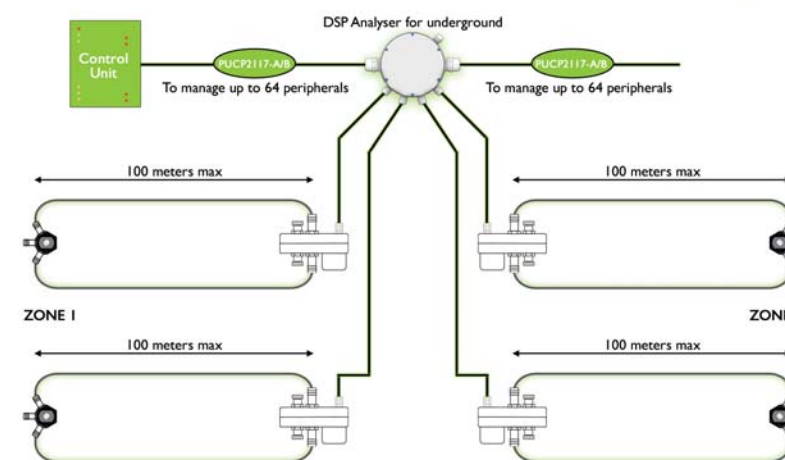 DSP Analyser for underground
Control
Unit
PUCP2117-A/B
PUCP2117-A/B
To manage up to 64 peripherals
To manage up to 64 peripherals
100 meters max
100 meters max
ZONE 1
ZONE
100 meters max
100 meters max